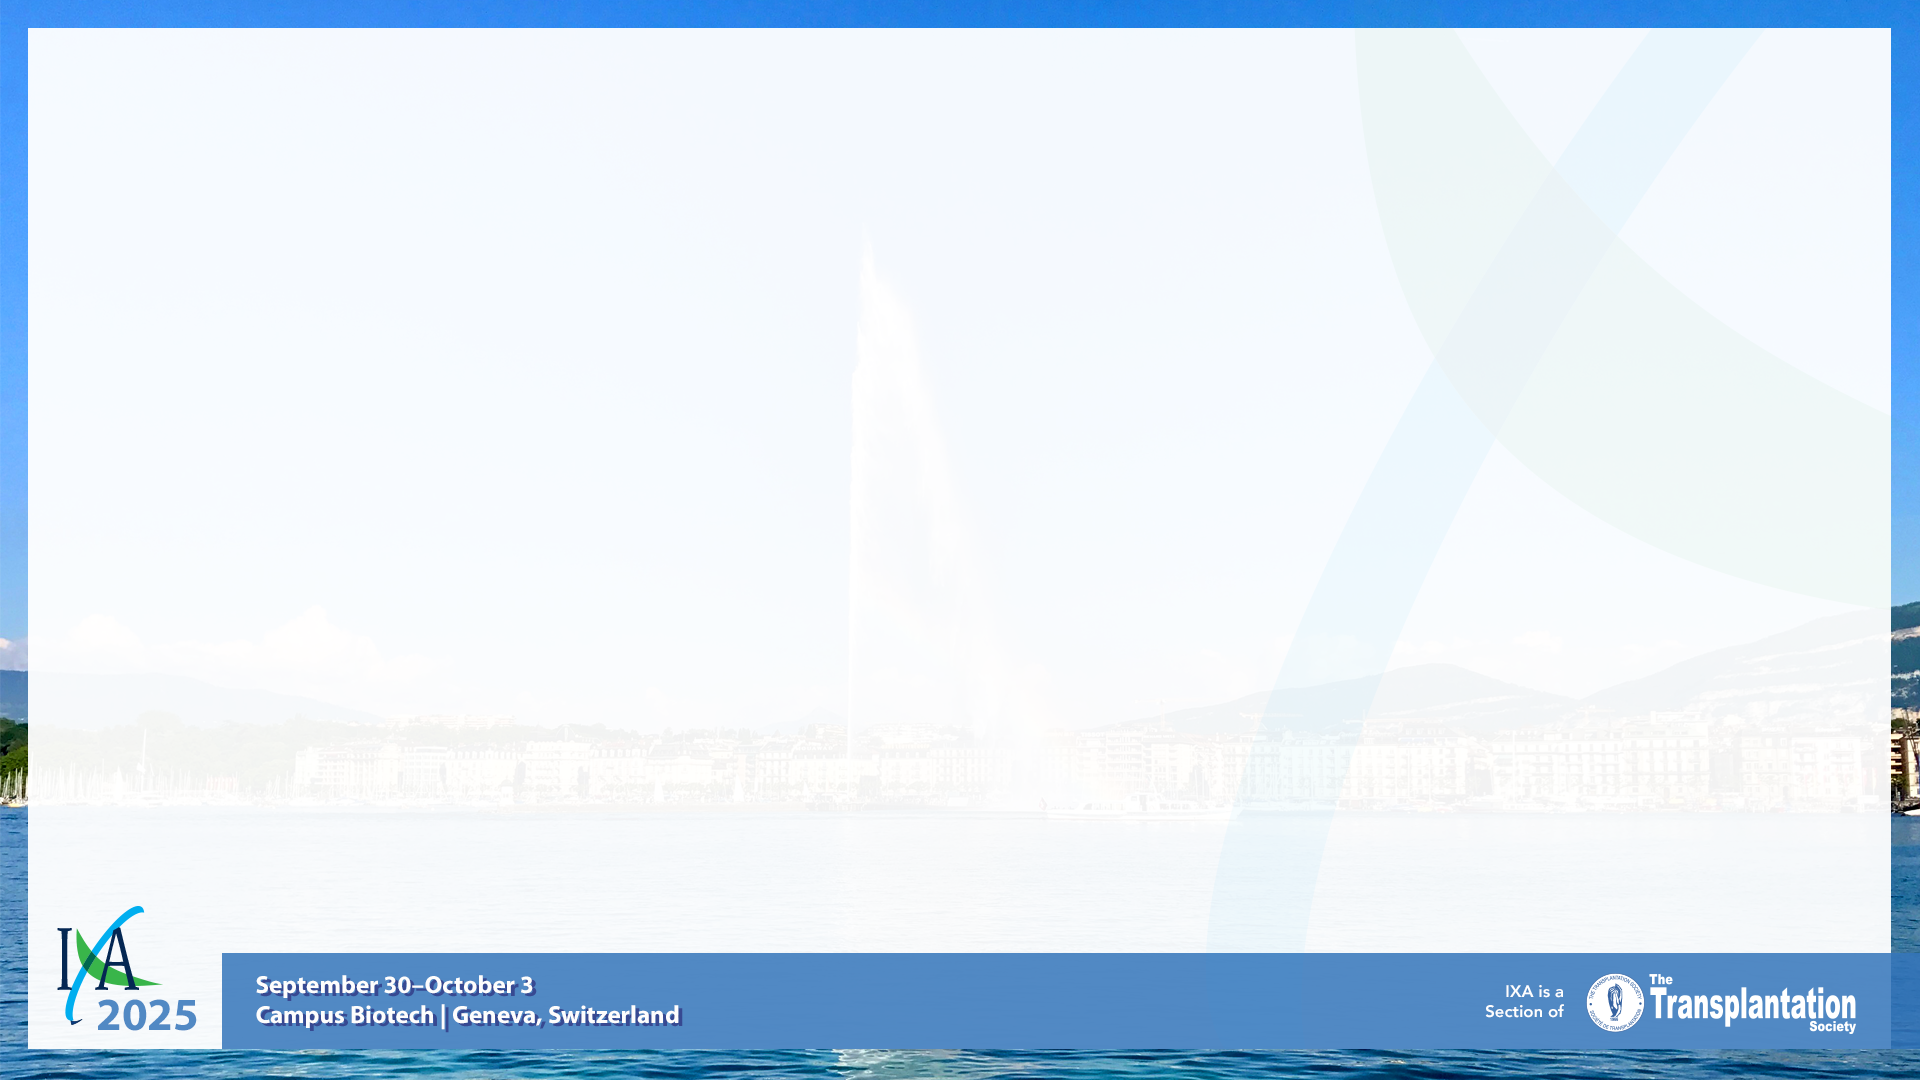 IXA
2025
September 30–October 3
Campus Biotech | Geneva, Switzerland
IXA is a
Section of
The
Transplantation
Society